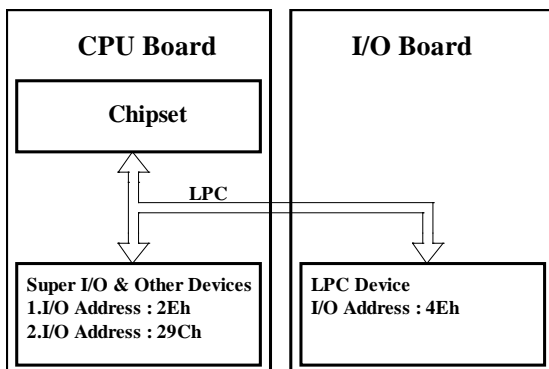 CPU Board
I/O Board
Chipset
LPC
Super I/O & Other Devices
1.I/O Address : 2Eh
2.I/O Address : 29Ch
LPC Device
I/O Address : 4Eh